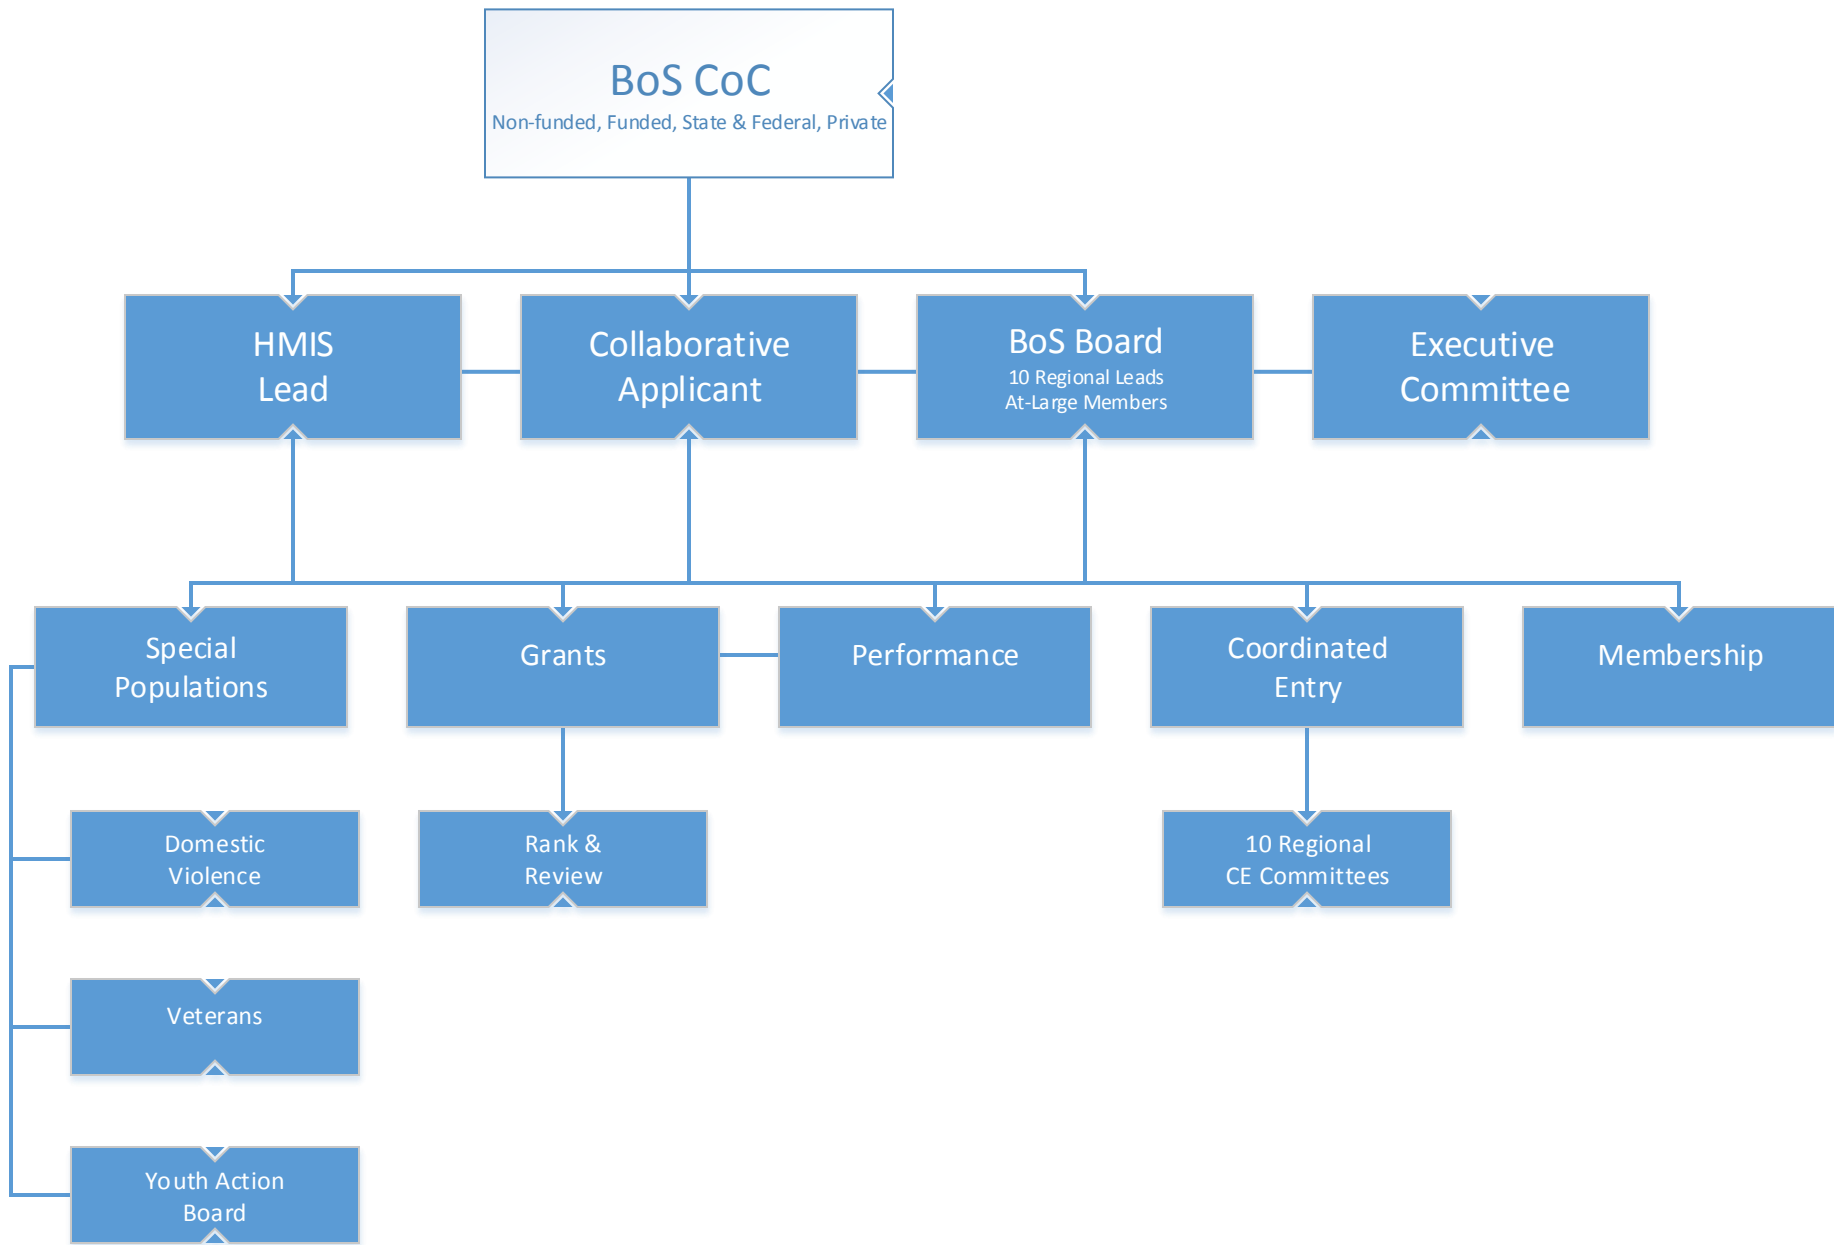 BoS CoC
Non-funded, Funded, State & Federal, Private
HMIS
Lead
Collaborative
Applicant
BoS Board
10 Regional Leads
At-Large Members
Executive
Committee
Special
Populations
Grants
Performance
Coordinated
Entry
Membership
Domestic
Violence
Rank &
Review
10 Regional
CE Committees
Veterans
Youth Action
Board